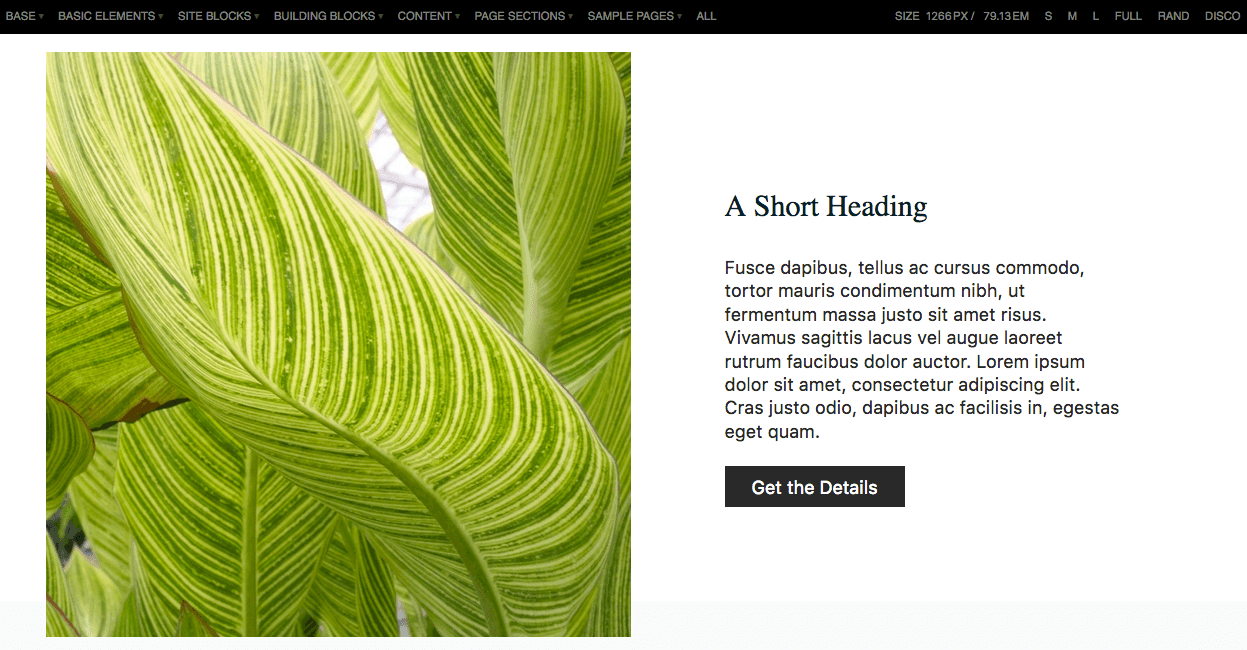 BASE ▾ BASIC ELEMENTS ▾ SITE BLOCKS ▾ BUILDING BLOCKS ▾ CONTENT ▾ PAGE SECTIONS ▾ SAMPLE PAGES ▾ ALL SIZE 1266PX / 79.13EM S M L FULL RAND DISCO
A Short Heading
Fusce dapibus, tellus ac cursus commodo,
tortor mauris condimentum nibh, ut
fermentum massa justo sit amet risus.
Vivamus sagittis lacus vel augue laoreet
rutrum faucibus dolor auctor. Lorem ipsum
dolor sit amet, consectetur adipiscing elit.
Cras justo odio, dapibus ac facilisis in, egestas
eget quam.
Get the Details